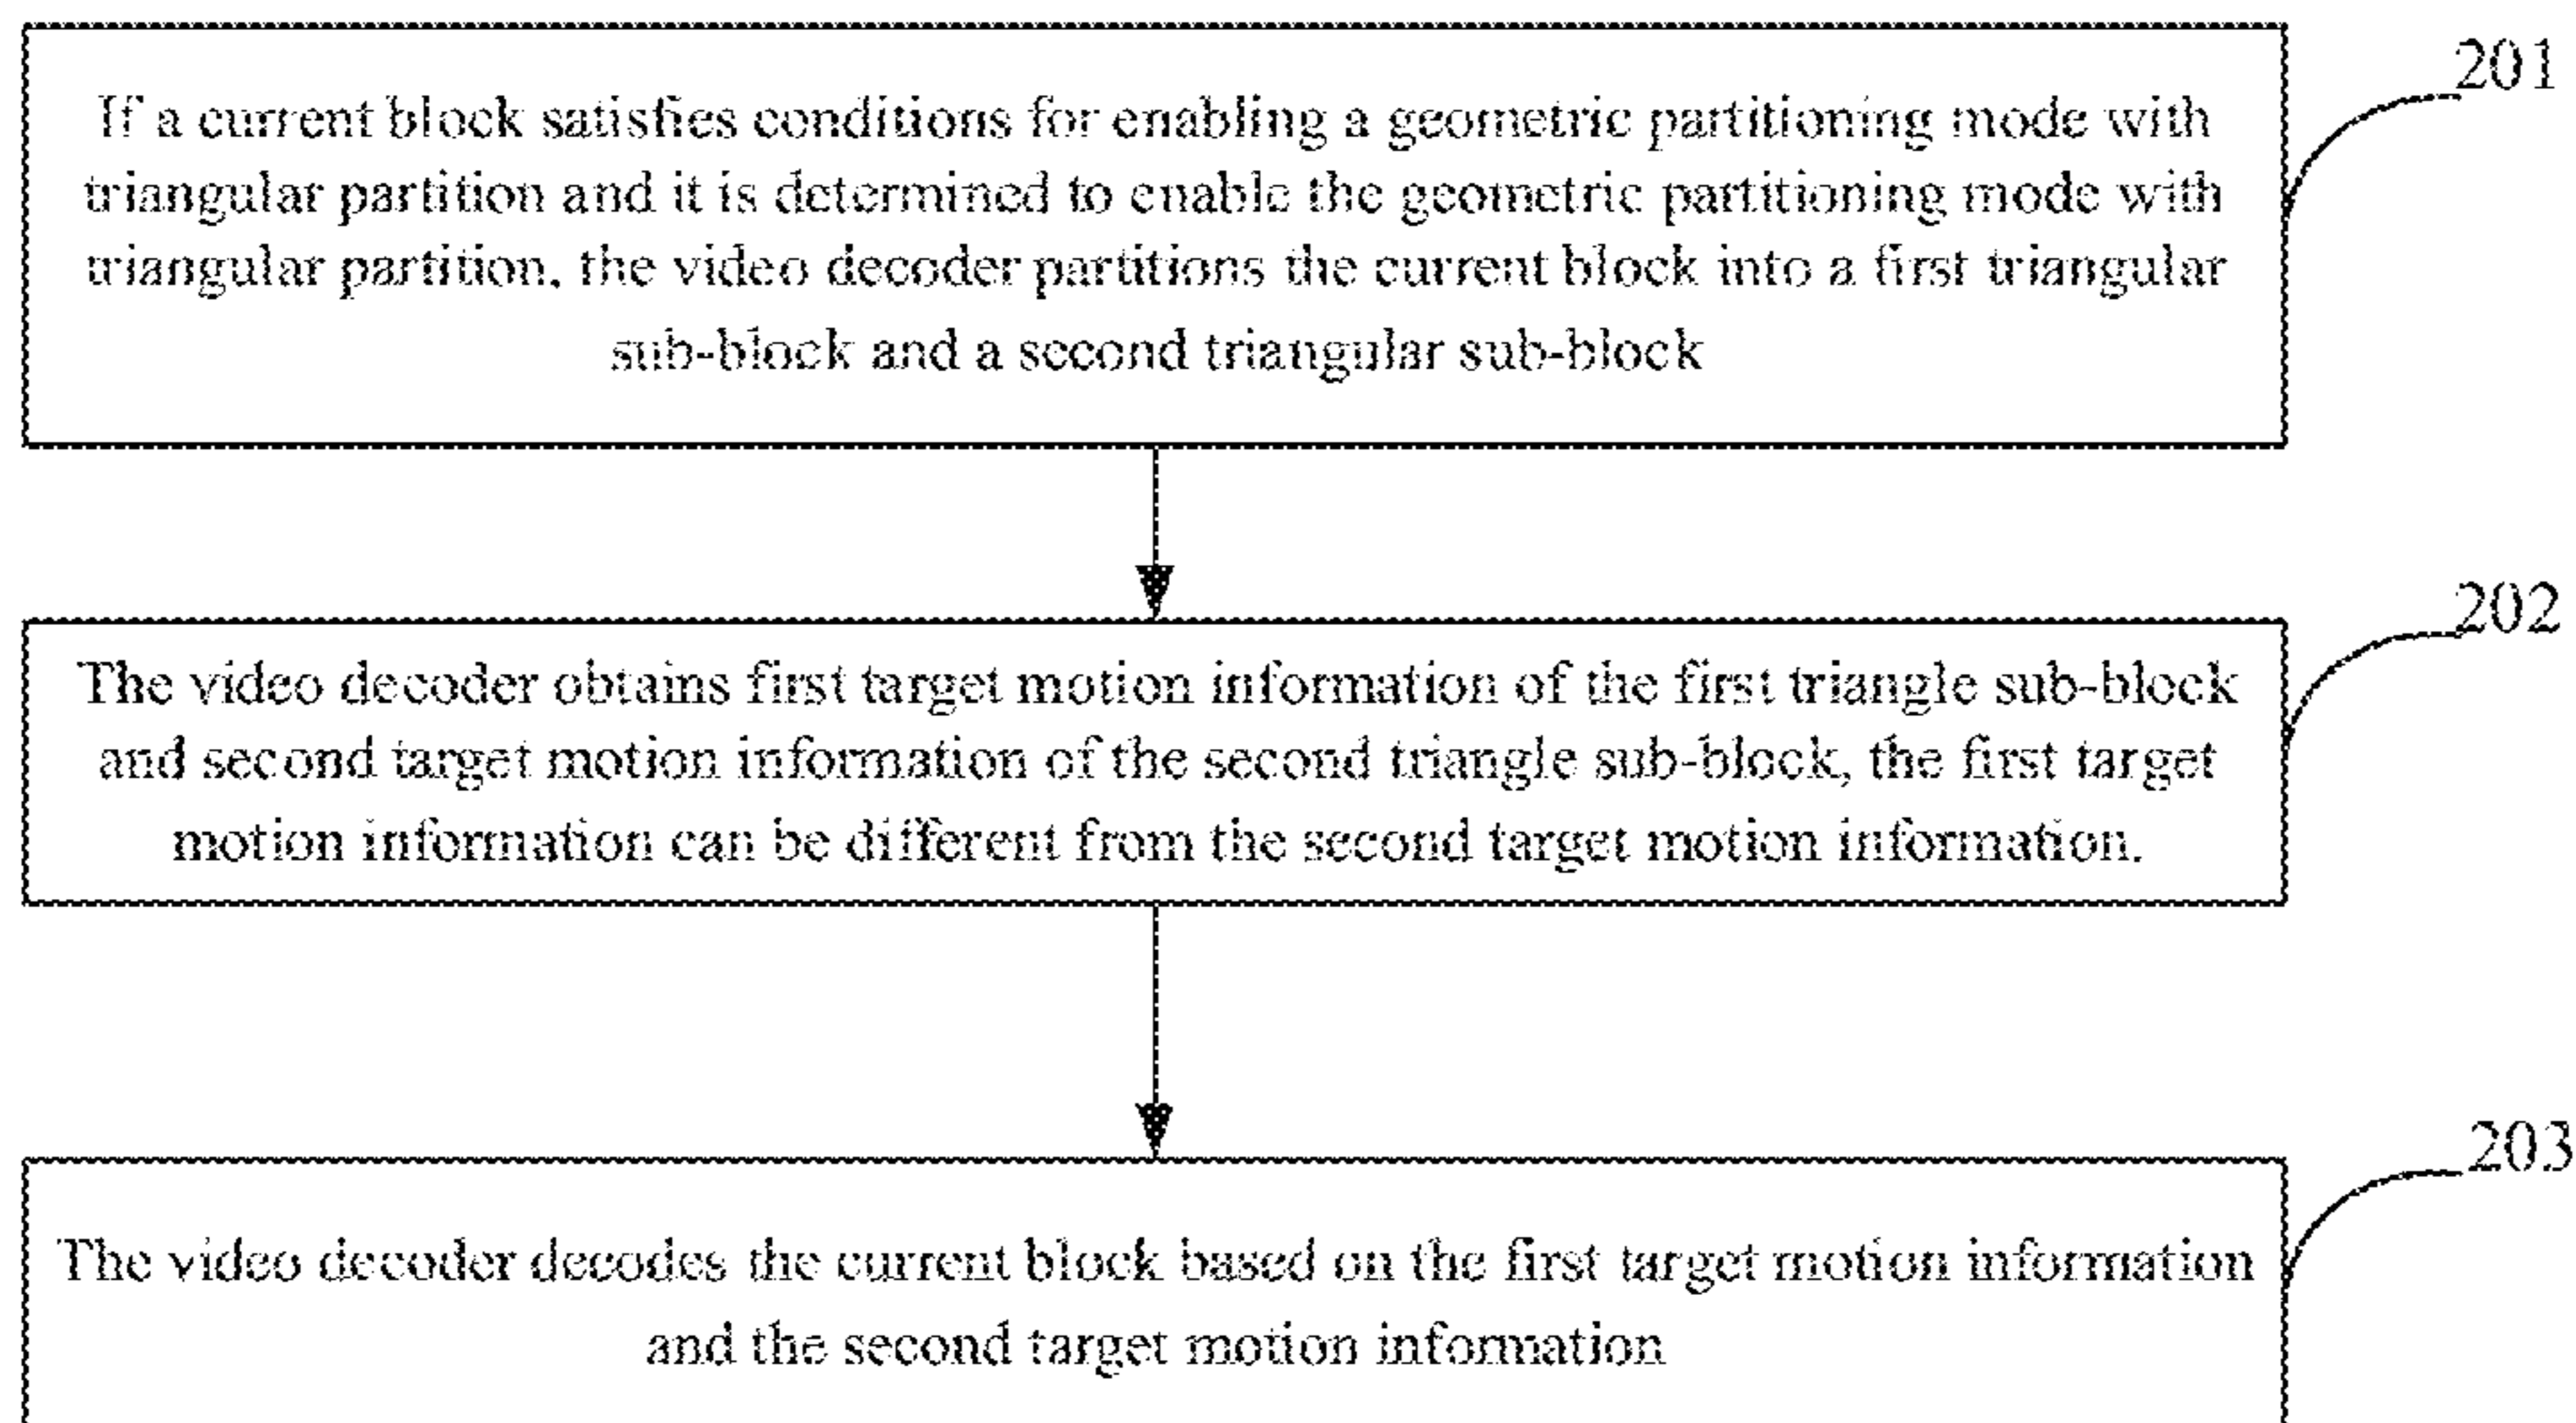 201
If a current block satisfies conditions for enabling a geometric partitioning mode with
triangular partition and it is determined to enable the geometric partitioning mode with
triangular partition, the video decoder partitions the current block into a first triangular
sub-block and a second triangular sub-block
202
The video decoder obtains first target motion information of the first triangle sub-block
and second target motion information of the second triangle sub-block, the first target
motion information can be different from the second target motion information.
203
The video decoder decodes the current block based on the first target motion information
and the second target motion information